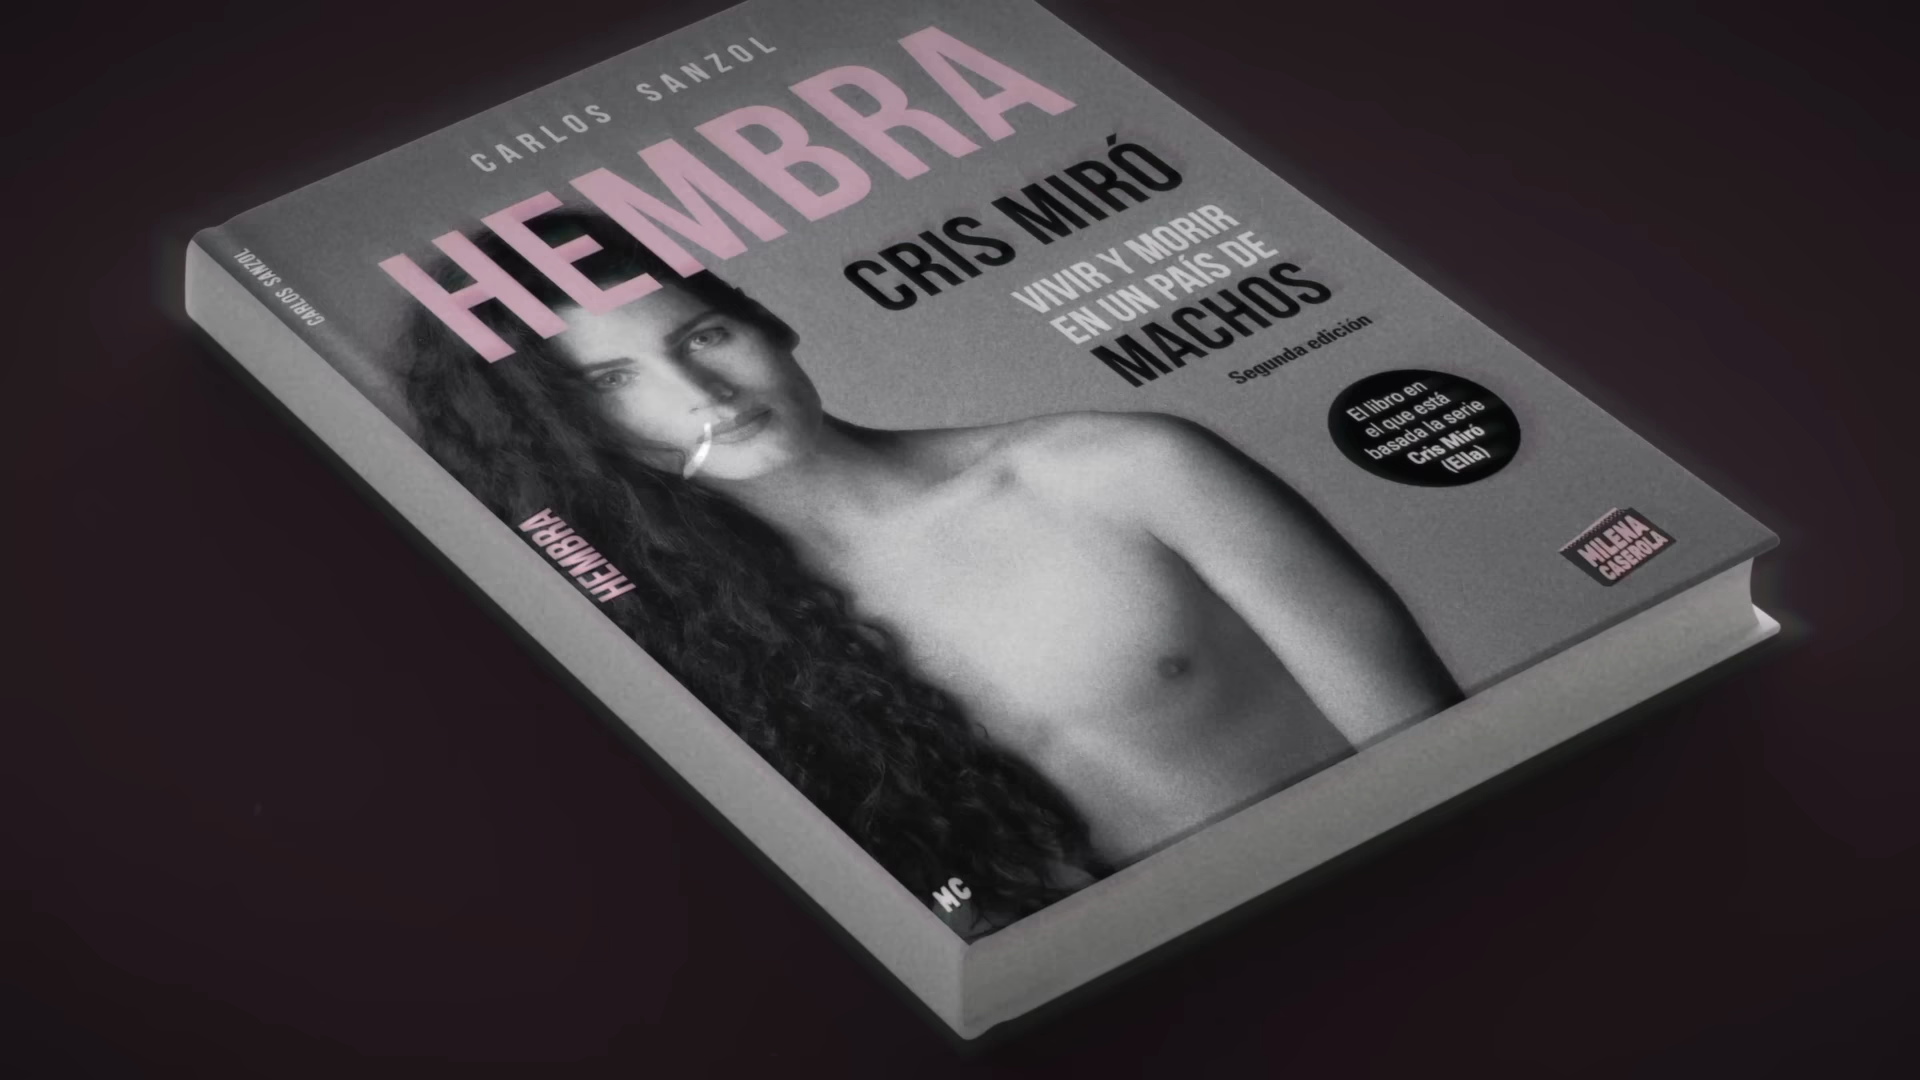 CARLOS SANZOL
HEMBRA
CRIS MIRÓ
VIVIR Y MORIR
EN UN PAÍS DE
MACHOS
Segunda edición
El libro en
el que está
basada la serie
Cris Miró
(Ella)
MILENA
CASEROLA
CARLOS SANZOL
HEMBRA
MC